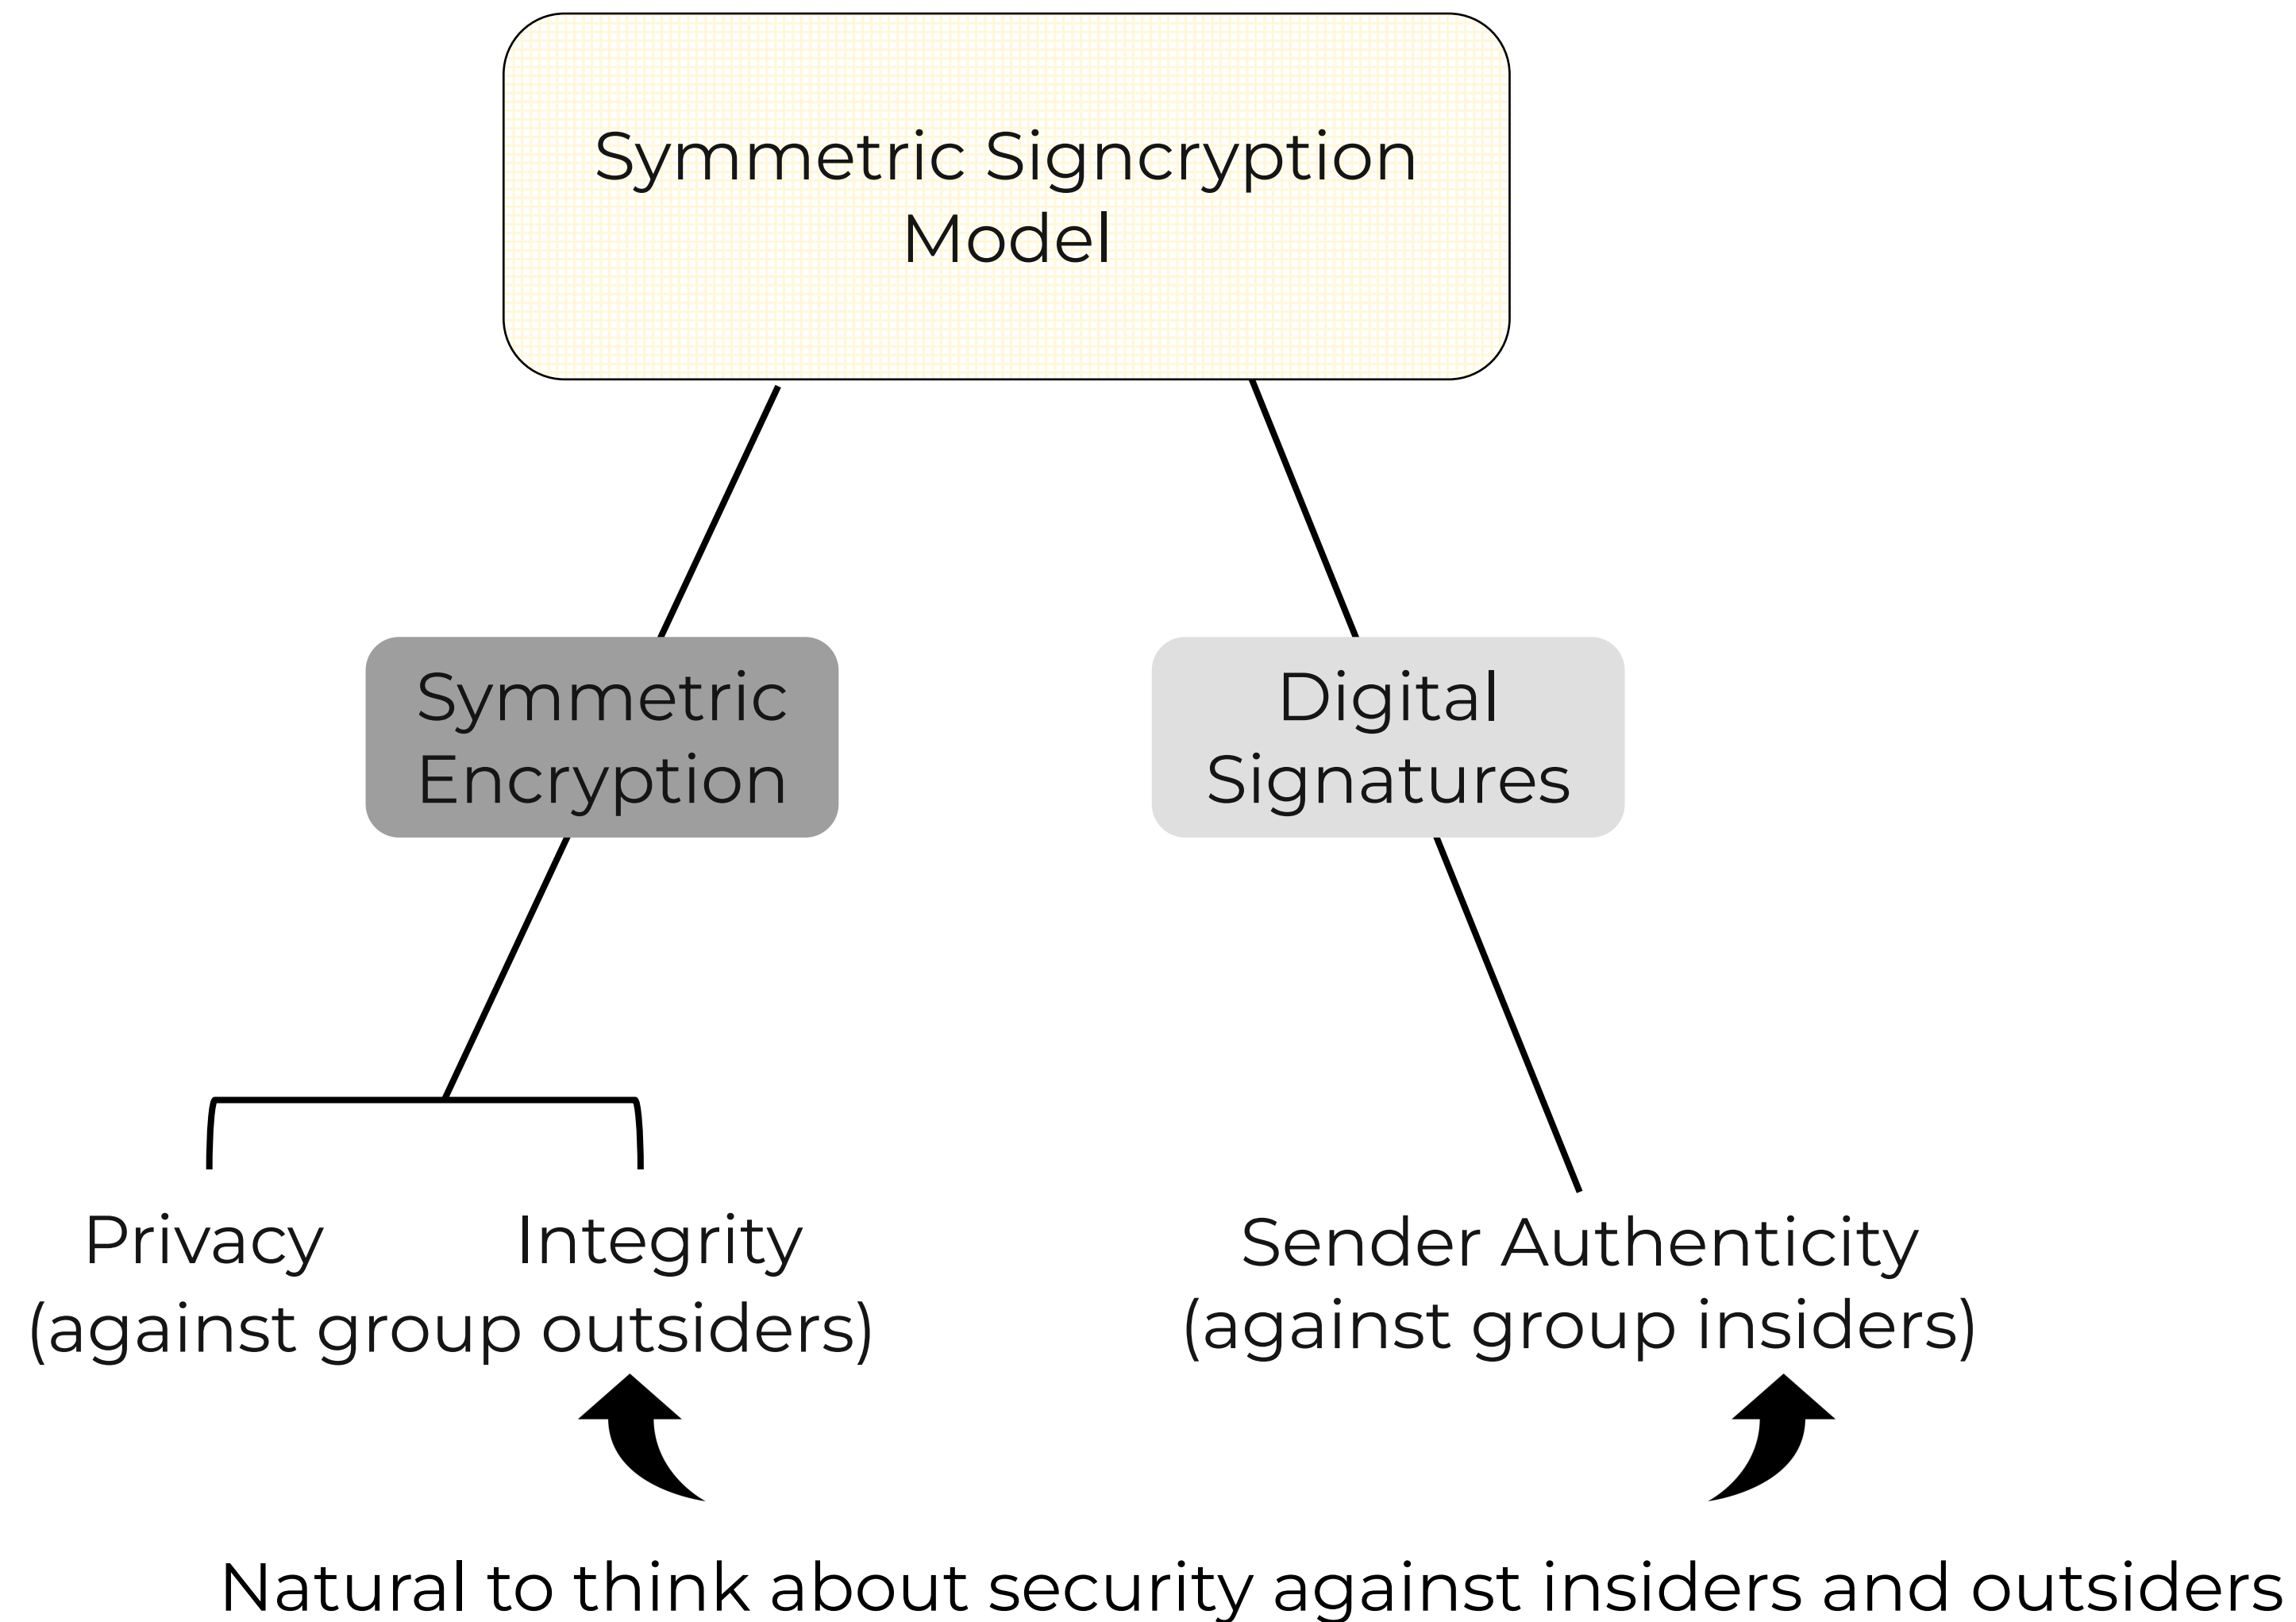 Symmetric Signcryption
Model
Symmetric
Encryption
Digital
Signatures
Privacy Integrity
(against group outsiders)
Sender Authenticity
(against group insiders)
Natural to think about security against insiders and outsiders